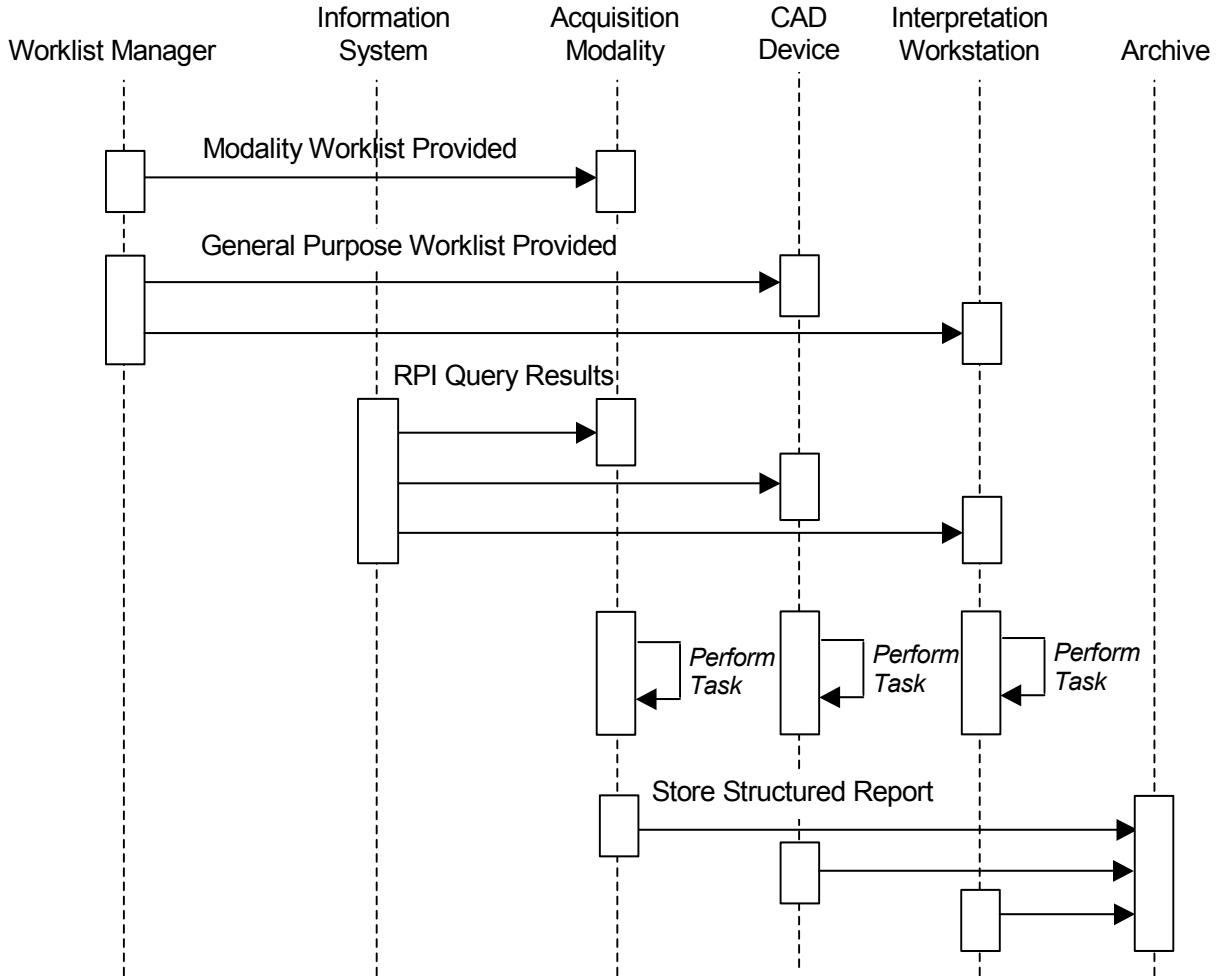 Worklist Manager
Information
System
Acquisition
Modality
CAD
Device
Interpretation
Workstation
Archive
Modality Worklist Provided
General Purpose Worklist Provided
RPI Query Results
Perform
Task
Perform
Task
Perform
Task
Store Structured Report